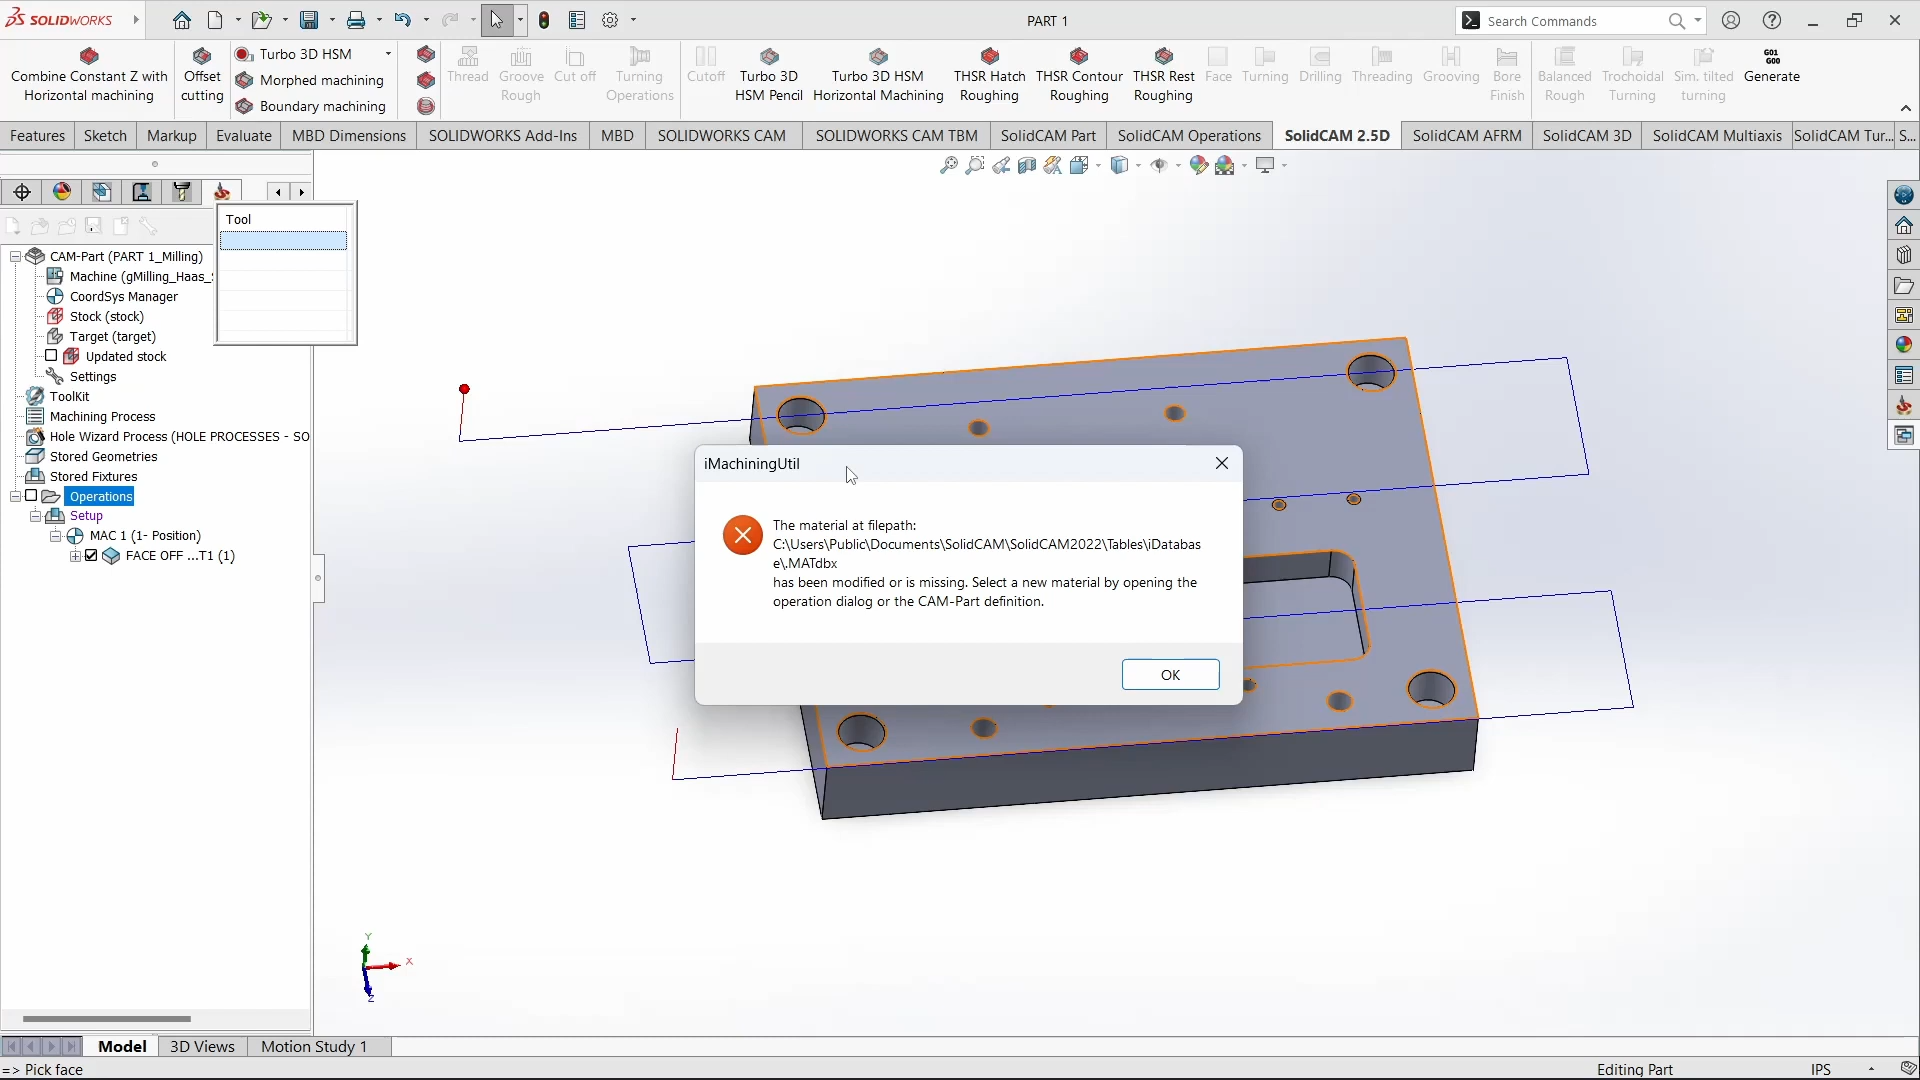 SOLIDWORKS
PART 1
Search Commands
Combine Constant Z with
Horizontal machining
Offset
cutting
Turbo 3D HSM
Morphed machining
Boundary machining
Thread
Groove
Rough
Cut off
Turning
Operations
Cutoff
Turbo 3D
HSM Pencil
Turbo 3D HSM
Horizontal Machining
THSR Hatch
Roughing
THSR Contour
Roughing
THSR Rest
Roughing
Face
Turning
Drilling
Threading
Grooving
Bore
Finish
Balanced
Rough
Trochoidal
Turning
Sim. tilted
turning
G01
G00
Generate
Features
Sketch
Markup
Evaluate
MBD Dimensions
SOLIDWORKS Add-Ins
MBD
SOLIDWORKS CAM
SOLIDWORKS CAM TBM
SolidCAM Part
SolidCAM Operations
SolidCAM 2.5D
SolidCAM AFRM
SolidCAM 3D
SolidCAM Multiaxis
SolidCAM Tur...
S...
Tool
CAM-Part (PART 1_Milling)
Machine (gMilling_Haas_S
CoordSys Manager
Stock (stock)
Target (target)
Updated stock
Settings
ToolKit
Machining Process
Hole Wizard Process (HOLE PROCESSES - SO
Stored Geometries
Stored Fixtures
Operations
Setup
MAC 1 (1- Position)
FACE OFF ...T1 (1)
iMachiningUtil
The material at filepath:
C:\Users\Public\Documents\SolidCAM\SolidCAM2022\Tables\iDatabas
e\.MATdbx
has been modified or is missing. Select a new material by opening the
operation dialog or the CAM-Part definition.
OK
Y
X
Z
Model
3D Views
Motion Study 1
=> Pick face
Editing Part
IPS